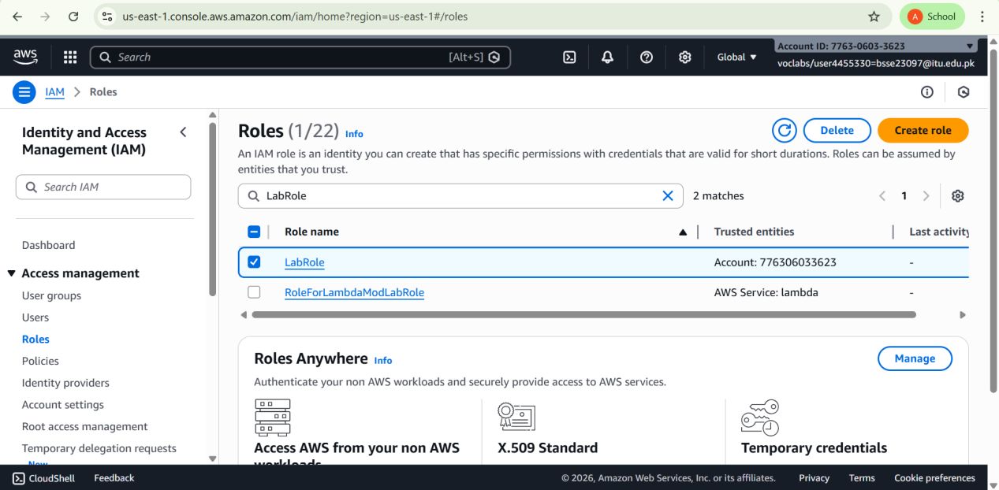 us-east-1.console.aws.amazon.com/iam/home?region=us-east-1#/roles
A School
aws
Search [Alt+S]
Global
Account ID: 7763-0603-3623
voclabs/user4455330=bsse23097@itu.edu.pk
IAM > Roles
Identity and Access Management (IAM)
Search IAM
Dashboard
Access management
User groups
Users
Roles
Policies
Identity providers
Account settings
Root access management
Temporary delegation requests
New
Roles (1/22) Info
Delete
Create role
An IAM role is an identity you can create that has specific permissions with credentials that are valid for short durations. Roles can be assumed by
entities that you trust.
LabRole
2 matches
1
Role name Trusted entities Last activity
LabRole Account: 776306033623 -
RoleForLambdaModLabRole AWS Service: lambda -
Roles Anywhere Info
Manage
Authenticate your non AWS workloads and securely provide access to AWS services.
Access AWS from your non AWS
workloads
X.509 Standard
Temporary credentials
CloudShell Feedback © 2026, Amazon Web Services, Inc. or its affiliates. Privacy Terms Cookie preferences